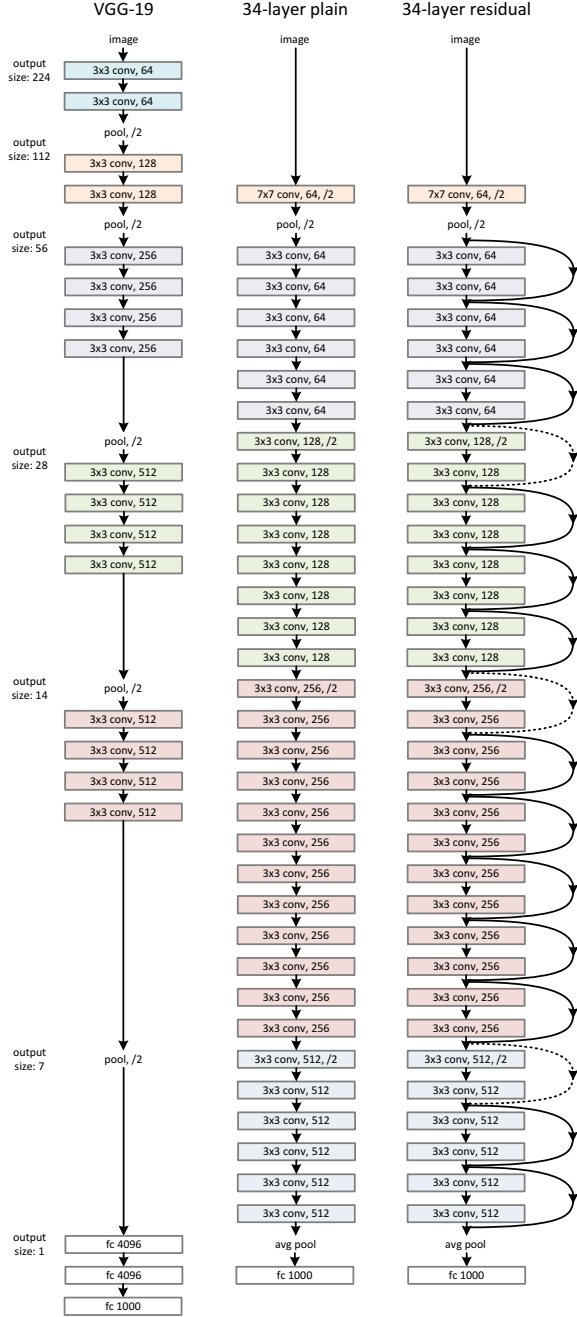 VGG-19
34-layer plain
34-layer residual
output
size: 224
output
size: 112
output
size: 56
output
size: 28
output
size: 14
output
size: 7
output
size: 1
image
3x3 conv, 64
3x3 conv, 64
pool, /2
3x3 conv, 128
3x3 conv, 128
pool, /2
3x3 conv, 256
3x3 conv, 256
3x3 conv, 256
3x3 conv, 256
pool, /2
3x3 conv, 512
3x3 conv, 512
3x3 conv, 512
3x3 conv, 512
pool, /2
3x3 conv, 512
3x3 conv, 512
3x3 conv, 512
3x3 conv, 512
pool, /2
fc 4096
fc 4096
fc 1000
image
7x7 conv, 64, /2
pool, /2
3x3 conv, 64
3x3 conv, 64
3x3 conv, 64
3x3 conv, 64
3x3 conv, 64
3x3 conv, 64
3x3 conv, 128, /2
3x3 conv, 128
3x3 conv, 128
3x3 conv, 128
3x3 conv, 128
3x3 conv, 128
3x3 conv, 128
3x3 conv, 128
3x3 conv, 256, /2
3x3 conv, 256
3x3 conv, 256
3x3 conv, 256
3x3 conv, 256
3x3 conv, 256
3x3 conv, 256
3x3 conv, 256
3x3 conv, 256
3x3 conv, 256
3x3 conv, 256
3x3 conv, 256
3x3 conv, 512, /2
3x3 conv, 512
3x3 conv, 512
3x3 conv, 512
3x3 conv, 512
3x3 conv, 512
avg pool
fc 1000
image
7x7 conv, 64, /2
pool, /2
3x3 conv, 64
3x3 conv, 64
3x3 conv, 64
3x3 conv, 64
3x3 conv, 64
3x3 conv, 64
3x3 conv, 128, /2
3x3 conv, 128
3x3 conv, 128
3x3 conv, 128
3x3 conv, 128
3x3 conv, 128
3x3 conv, 128
3x3 conv, 128
3x3 conv, 256, /2
3x3 conv, 256
3x3 conv, 256
3x3 conv, 256
3x3 conv, 256
3x3 conv, 256
3x3 conv, 256
3x3 conv, 256
3x3 conv, 256
3x3 conv, 256
3x3 conv, 256
3x3 conv, 256
3x3 conv, 512, /2
3x3 conv, 512
3x3 conv, 512
3x3 conv, 512
3x3 conv, 512
3x3 conv, 512
avg pool
fc 1000